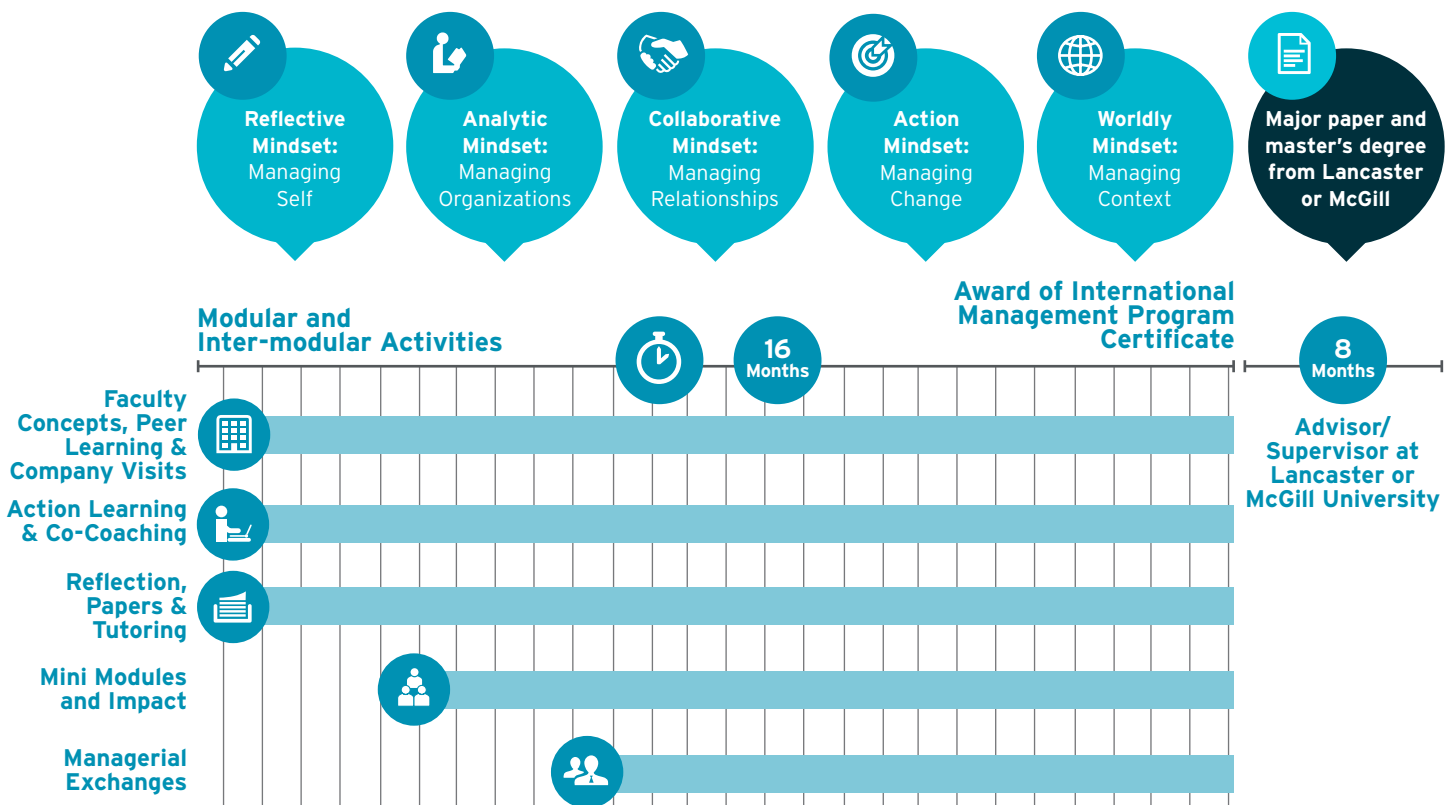 Reflective
Mindset:
Managing
Self
Analytic
Mindset:
Managing
Organizations
Collaborative
Mindset:
Managing
Relationships
Action
Mindset:
Managing
Change
Worldly
Mindset:
Managing
Context
Major paper and
master's degree
from Lancaster
or McGill
Modular and
Inter-modular Activities
16
Months
Award of International
Management Program
Certificate
8
Months
Faculty
Concepts, Peer
Learning &
Company Visits
Action Learning
& Co-Coaching
Reflection,
Papers &
Tutoring
Mini Modules
and Impact
Managerial
Exchanges
Advisor/
Supervisor at
Lancaster or
McGill University